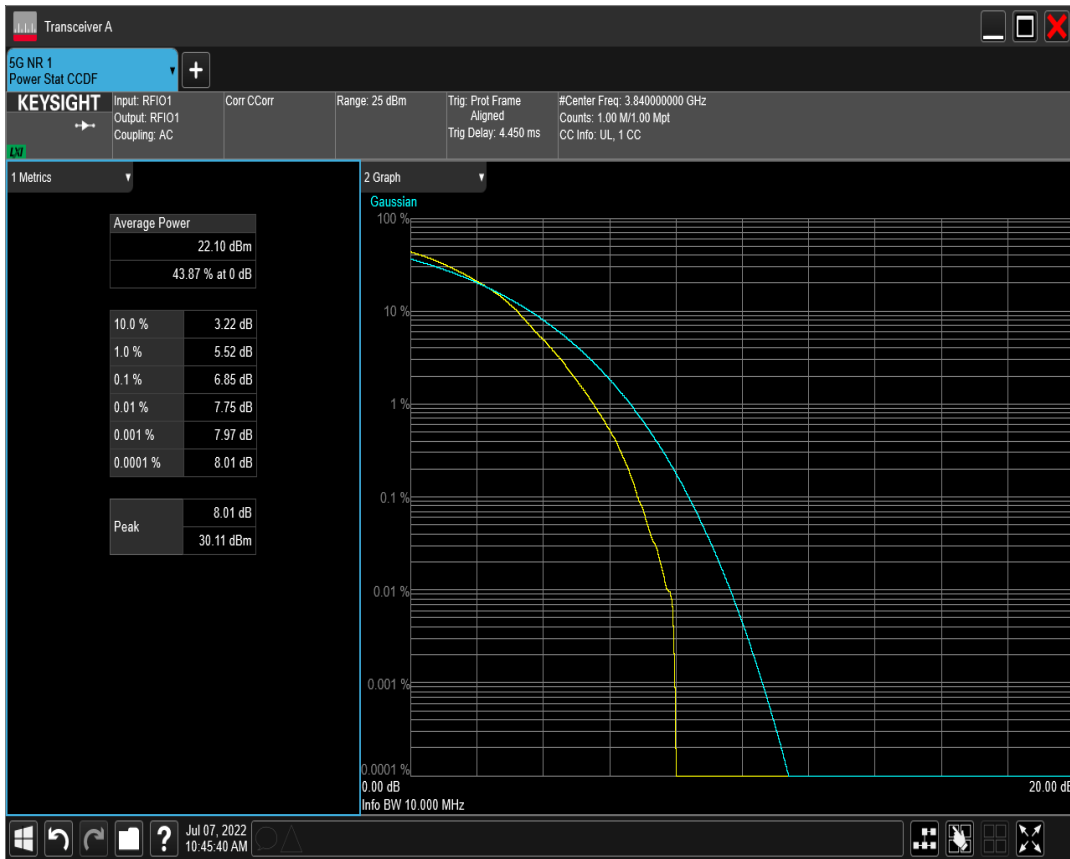 Transceiver A
5G NR 1
Power Stat CCDF
+
KEYSIGHT
LXI
Input: RFIO1
Output: RFIO1
Coupling: AC
Corr CCorr
Range: 25 dBm
Trig: Prot Frame
Aligned
Trig Delay: 4.450 ms
#Center Freq: 3.840000000 GHz
Counts: 1.00 M/1.00 Mpt
CC Info: UL, 1 CC
1 Metrics
Average Power
22.10 dBm
43.87 % at 0 dB
10.0 % 3.22 dB
1.0 % 5.52 dB
0.1 % 6.85 dB
0.01 % 7.75 dB
0.001 % 7.97 dB
0.0001 % 8.01 dB
Peak
8.01 dB
30.11 dBm
2 Graph
Gaussian
100 %
10 %
1 %
0.1 %
0.01 %
0.001 %
0.0001 %
0.00 dB
20.00 dB
Info BW 10.000 MHz
?
Jul 07, 2022
10:45:40 AM